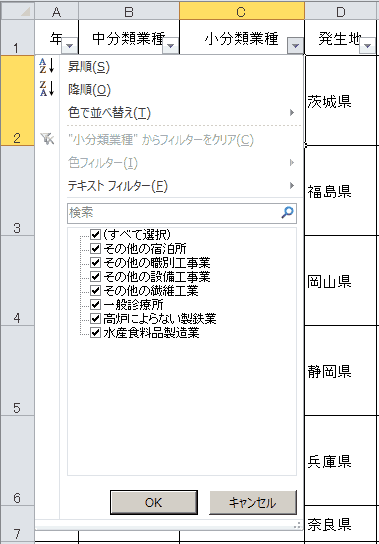 A B C D
1 年 中分類業種 小分類業種 発生地
昇順(S)
降順(O)
色で並べ替え(T)
"小分類業種" からフィルターをクリア(C)
色フィルター(I)
テキスト フィルター(F)
検索
(すべて選択)
その他の宿泊所
その他の職別工事業
その他の設備工事業
その他の繊維工業
一般診療所
高炉によらない製鉄業
水産食料品製造業
OK キャンセル
2 茨城県
3 福島県
4 岡山県
5 静岡県
6 兵庫県
7 奈良県